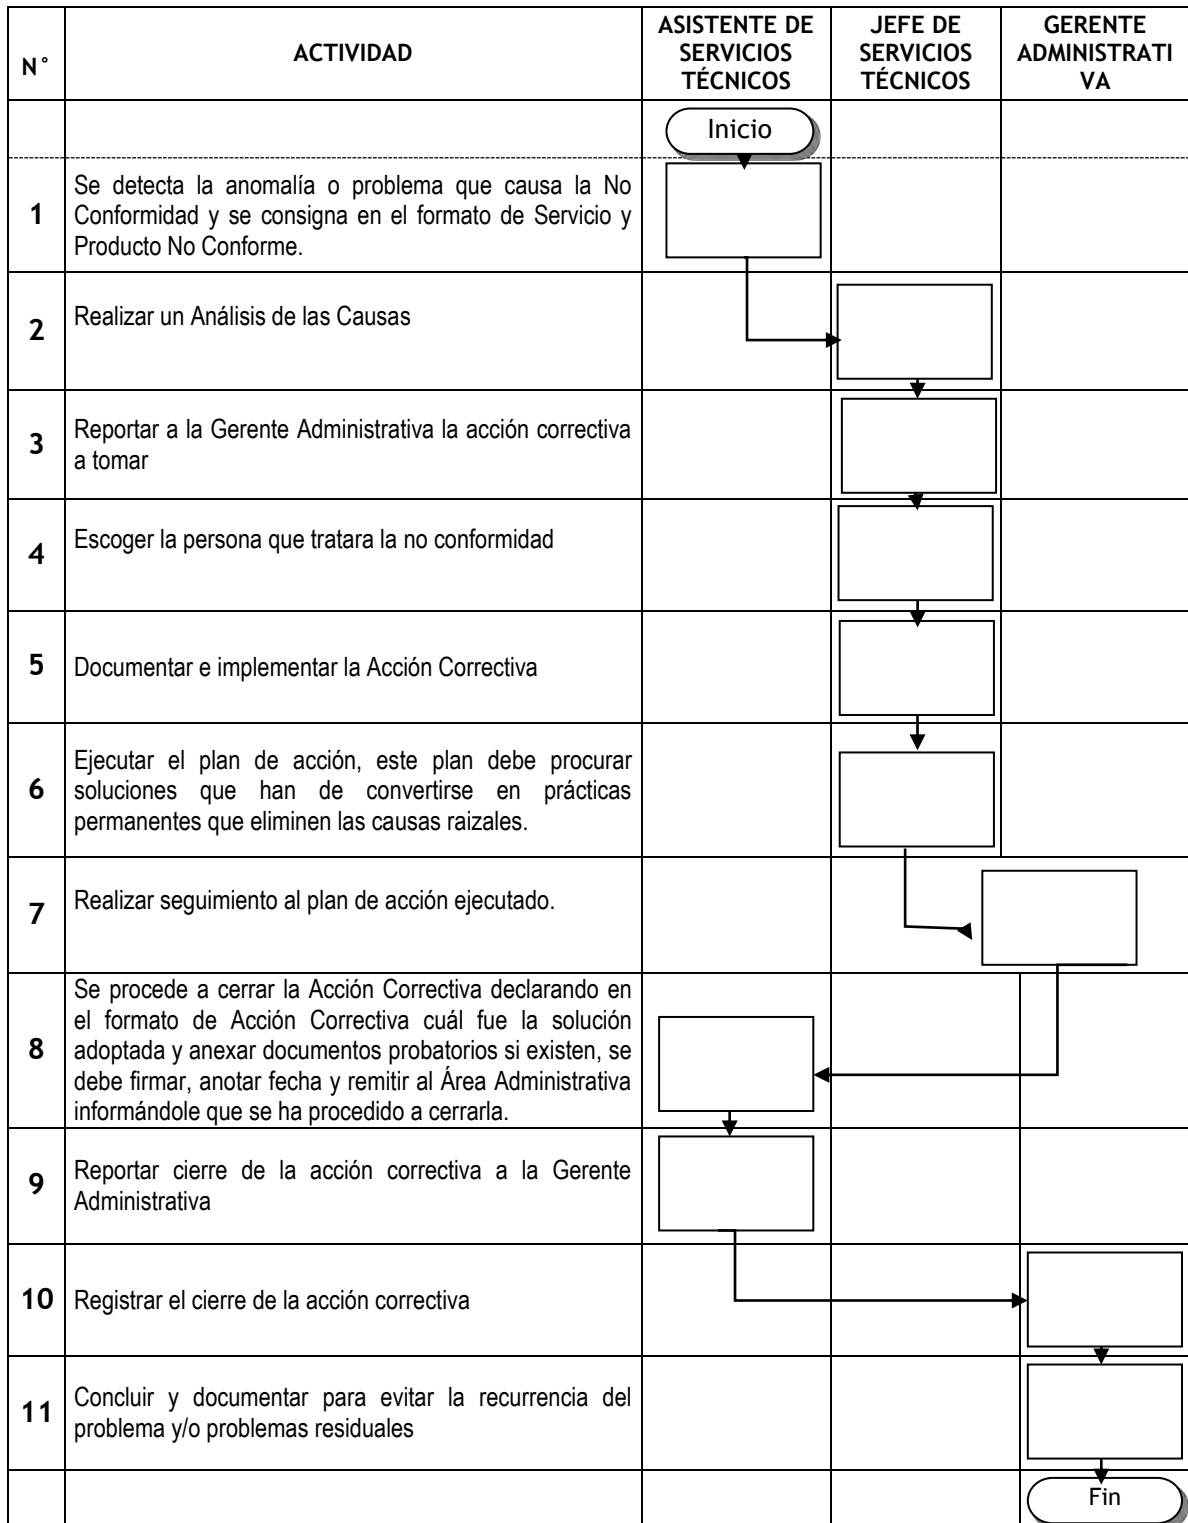 N°
ACTIVIDAD
ASISTENTE DE
SERVICIOS
TÉCNICOS
JEFE DE
SERVICIOS
TÉCNICOS
GERENTE
ADMINISTRATI
VA
Inicio
1
Se detecta la anomalía o problema que causa la No
Conformidad y se consigna en el formato de Servicio y
Producto No Conforme.
2
Realizar un Análisis de las Causas
3
Reportar a la Gerente Administrativa la acción correctiva
a tomar
4
Escoger la persona que tratara la no conformidad
5
Documentar e implementar la Acción Correctiva
6
Ejecutar el plan de acción, este plan debe procurar
soluciones que han de convertirse en prácticas
permanentes que eliminen las causas raizales.
7
Realizar seguimiento al plan de acción ejecutado.
8
Se procede a cerrar la Acción Correctiva declarando en
el formato de Acción Correctiva cuál fue la solución
adoptada y anexar documentos probatorios si existen, se
debe firmar, anotar fecha y remitir al Área Administrativa
informándole que se ha procedido a cerrarla.
9
Reportar cierre de la acción correctiva a la Gerente
Administrativa
10
Registrar el cierre de la acción correctiva
11
Concluir y documentar para evitar la recurrencia del
problema y/o problemas residuales
Fin